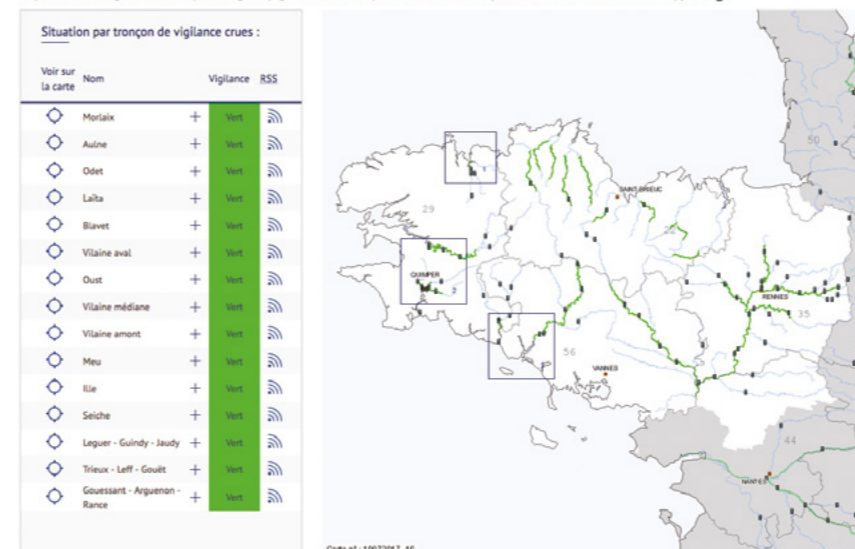 Situation par tronçon de vigilance crues :
Voir sur
la carte
Nom
Vigilance
RSS
Morlaix + Vert
Aulne + Vert
Odet + Vert
Laïta + Vert
Blavet + Vert
Vilaine aval + Vert
Oust + Vert
Vilaine médiane + Vert
Vilaine amont + Vert
Meu + Vert
Ille + Vert
Seiche + Vert
Leguer - Guindy - Jaudy + Vert
Trieux - Leff - Gouët + Vert
Gouessant - Arguenon -
Rance + Vert
50
SAINT-BRIEUC
29
22
QUIMPER
RENNES
35
56
VANNES
44
NANTES